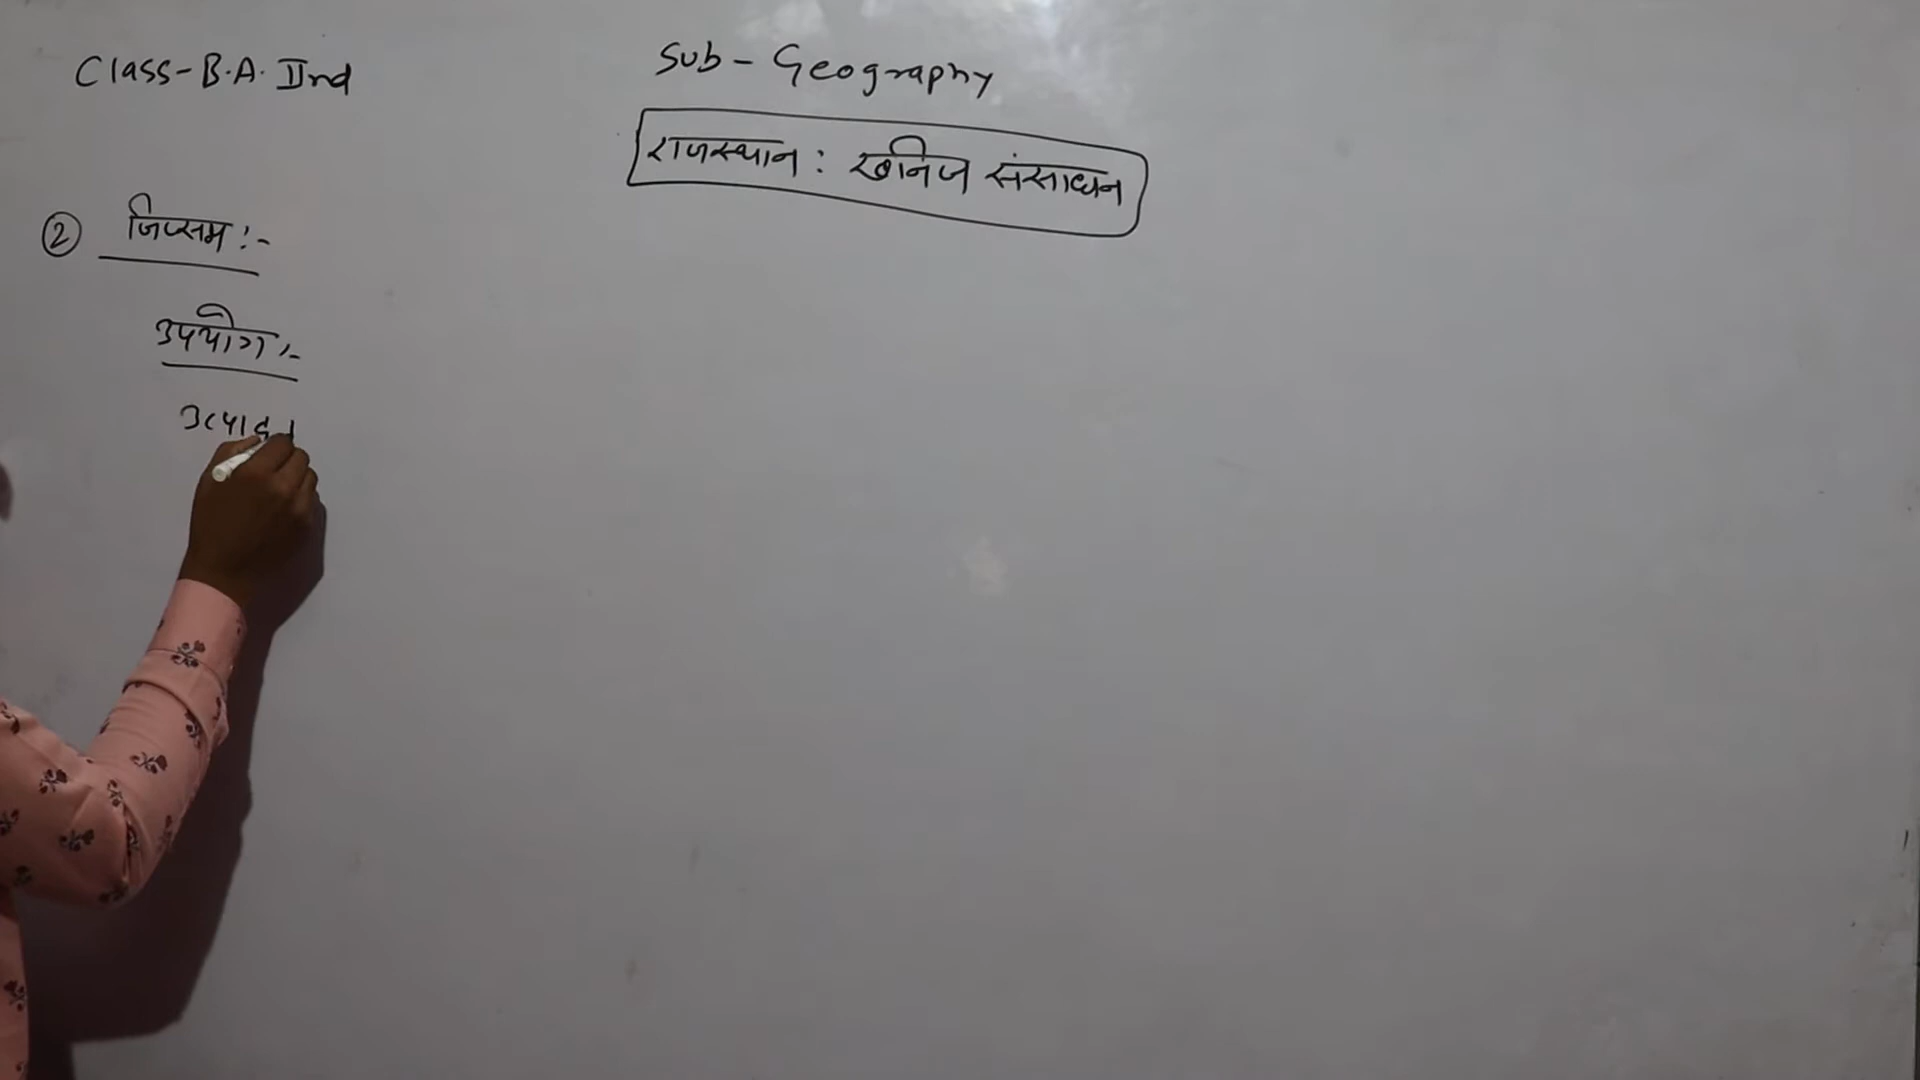 Class-B.A. IInd
Sub - Geography
राजस्थान : खनिज संसाधन
② जिप्सम :-
उपयोग :-
उत्पादन